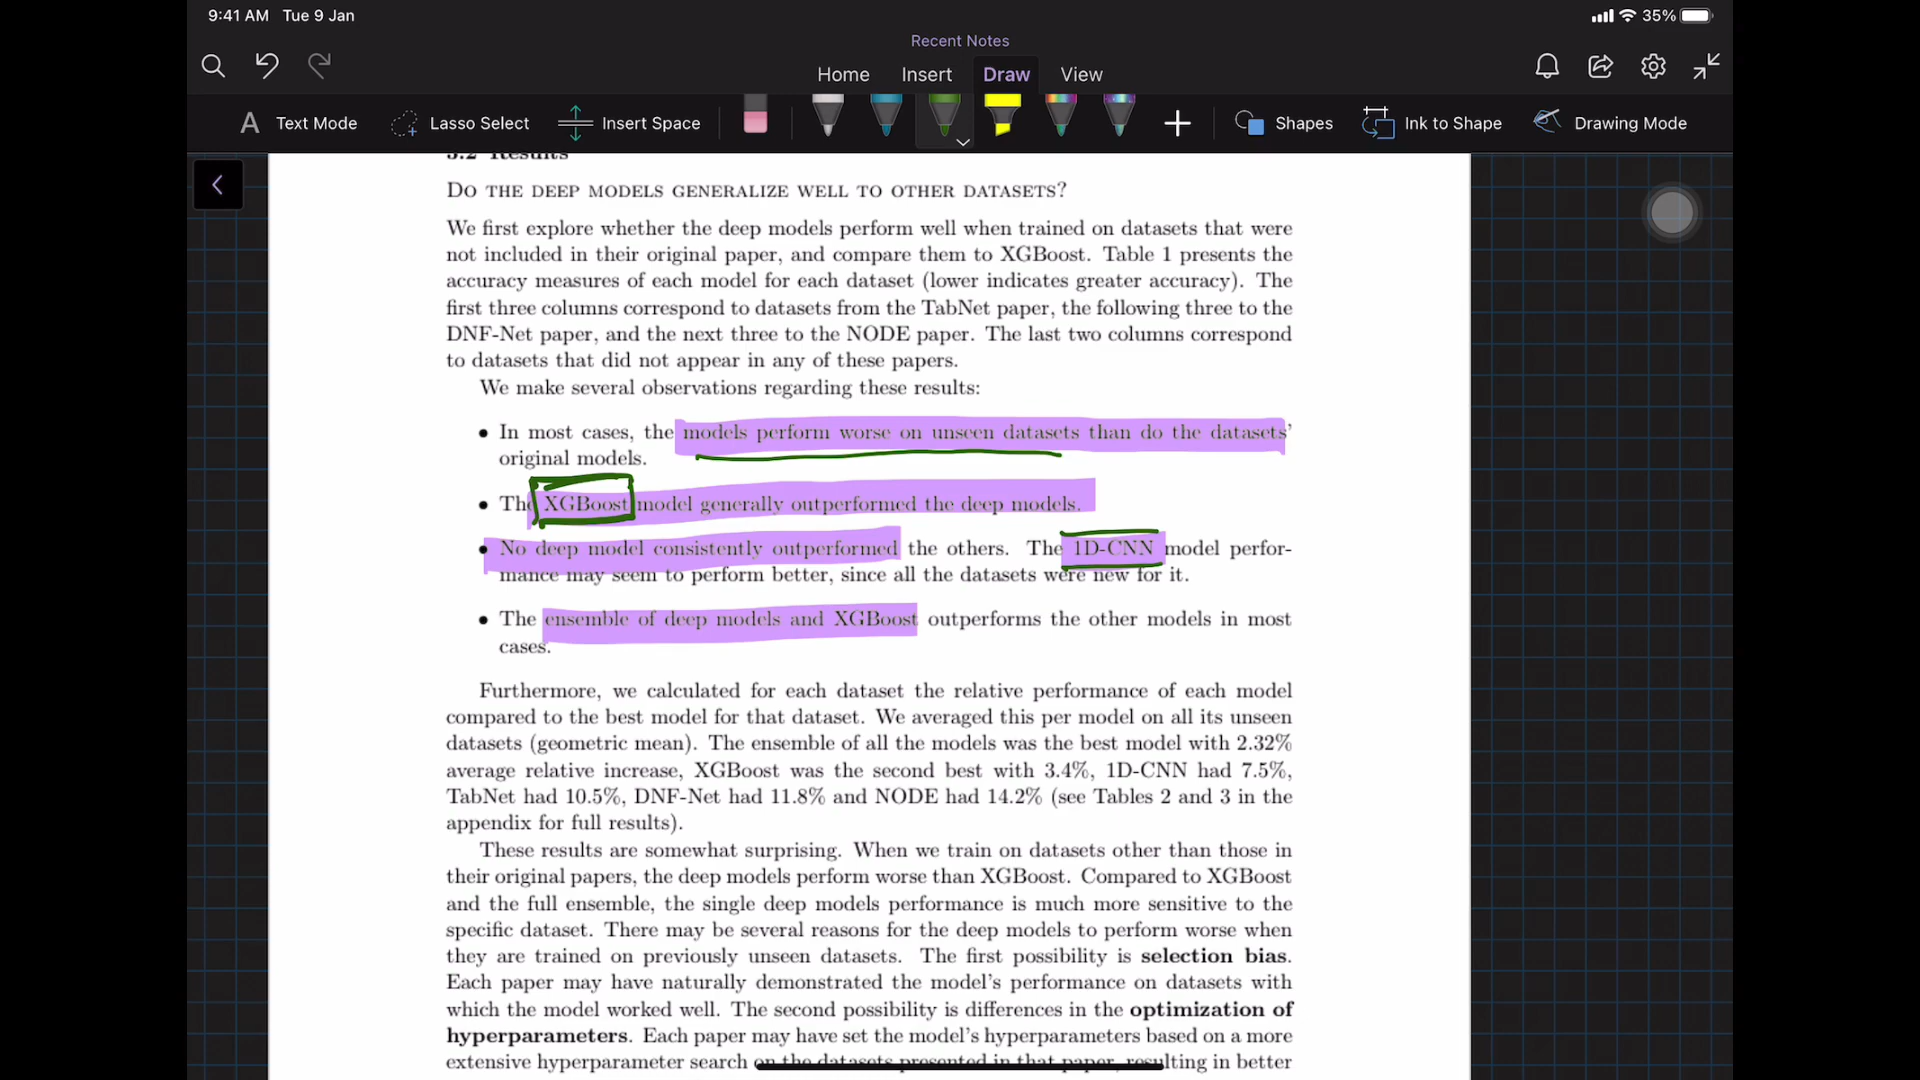 9:41 AM Tue 9 Jan 35%
Recent Notes
Home Insert Draw View
Text Mode Lasso Select Insert Space Shapes Ink to Shape Drawing Mode
3.2 Results
Do the deep models generalize well to other datasets?
We first explore whether the deep models perform well when trained on datasets that were
not included in their original paper, and compare them to XGBoost. Table 1 presents the
accuracy measures of each model for each dataset (lower indicates greater accuracy). The
first three columns correspond to datasets from the TabNet paper, the following three to the
DNF-Net paper, and the next three to the NODE paper. The last two columns correspond
to datasets that did not appear in any of these papers.
We make several observations regarding these results:
• In most cases, the models perform worse on unseen datasets than do the datasets'
original models.
• The XGBoost model generally outperformed the deep models.
• No deep model consistently outperformed the others. The 1D-CNN model perfor-
mance may seem to perform better, since all the datasets were new for it.
• The ensemble of deep models and XGBoost outperforms the other models in most
cases.
Furthermore, we calculated for each dataset the relative performance of each model
compared to the best model for that dataset. We averaged this per model on all its unseen
datasets (geometric mean). The ensemble of all the models was the best model with 2.32%
average relative increase, XGBoost was the second best with 3.4%, 1D-CNN had 7.5%,
TabNet had 10.5%, DNF-Net had 11.8% and NODE had 14.2% (see Tables 2 and 3 in the
appendix for full results).
These results are somewhat surprising. When we train on datasets other than those in
their original papers, the deep models perform worse than XGBoost. Compared to XGBoost
and the full ensemble, the single deep models performance is much more sensitive to the
specific dataset. There may be several reasons for the deep models to perform worse when
they are trained on previously unseen datasets. The first possibility is selection bias.
Each paper may have naturally demonstrated the model's performance on datasets with
which the model worked well. The second possibility is differences in the optimization of
hyperparameters. Each paper may have set the model's hyperparameters based on a more
extensive hyperparameter search on the datasets presented in that paper, resulting in better